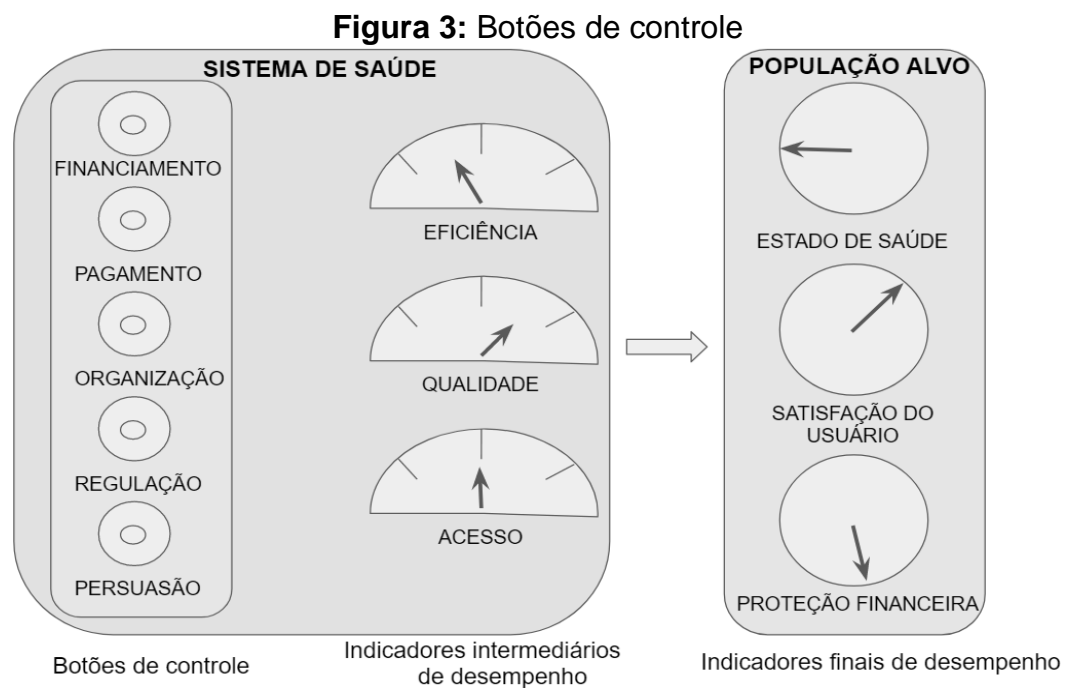 Figura 3: Botões de controle
SISTEMA DE SAÚDE
FINANCIAMENTO
PAGAMENTO
ORGANIZAÇÃO
REGULAÇÃO
PERSUASÃO
EFICIÊNCIA
QUALIDADE
ACESSO
POPULAÇÃO ALVO
ESTADO DE SAÚDE
SATISFAÇÃO DO
USUÁRIO
PROTEÇÃO FINANCEIRA
Botões de controle
Indicadores intermediários
de desempenho
Indicadores finais de desempenho